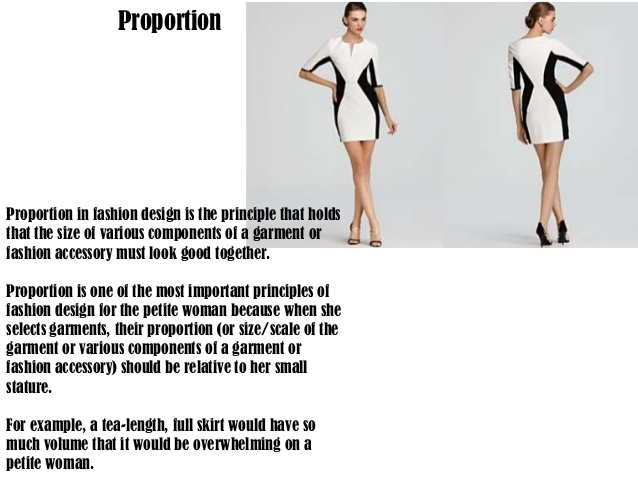 Proportion
Proportion in fashion design is the principle that holds
that the size of various components of a garment or
fashion accessory must look good together.
Proportion is one of the most important principles of
fashion design for the petite woman because when she
selects garments, their proportion (or size/scale of the
garment or various components of a garment or
fashion accessory) should be relative to her small
stature.
For example, a tea-length, full skirt would have so
much volume that it would be overwhelming on a
petite woman.